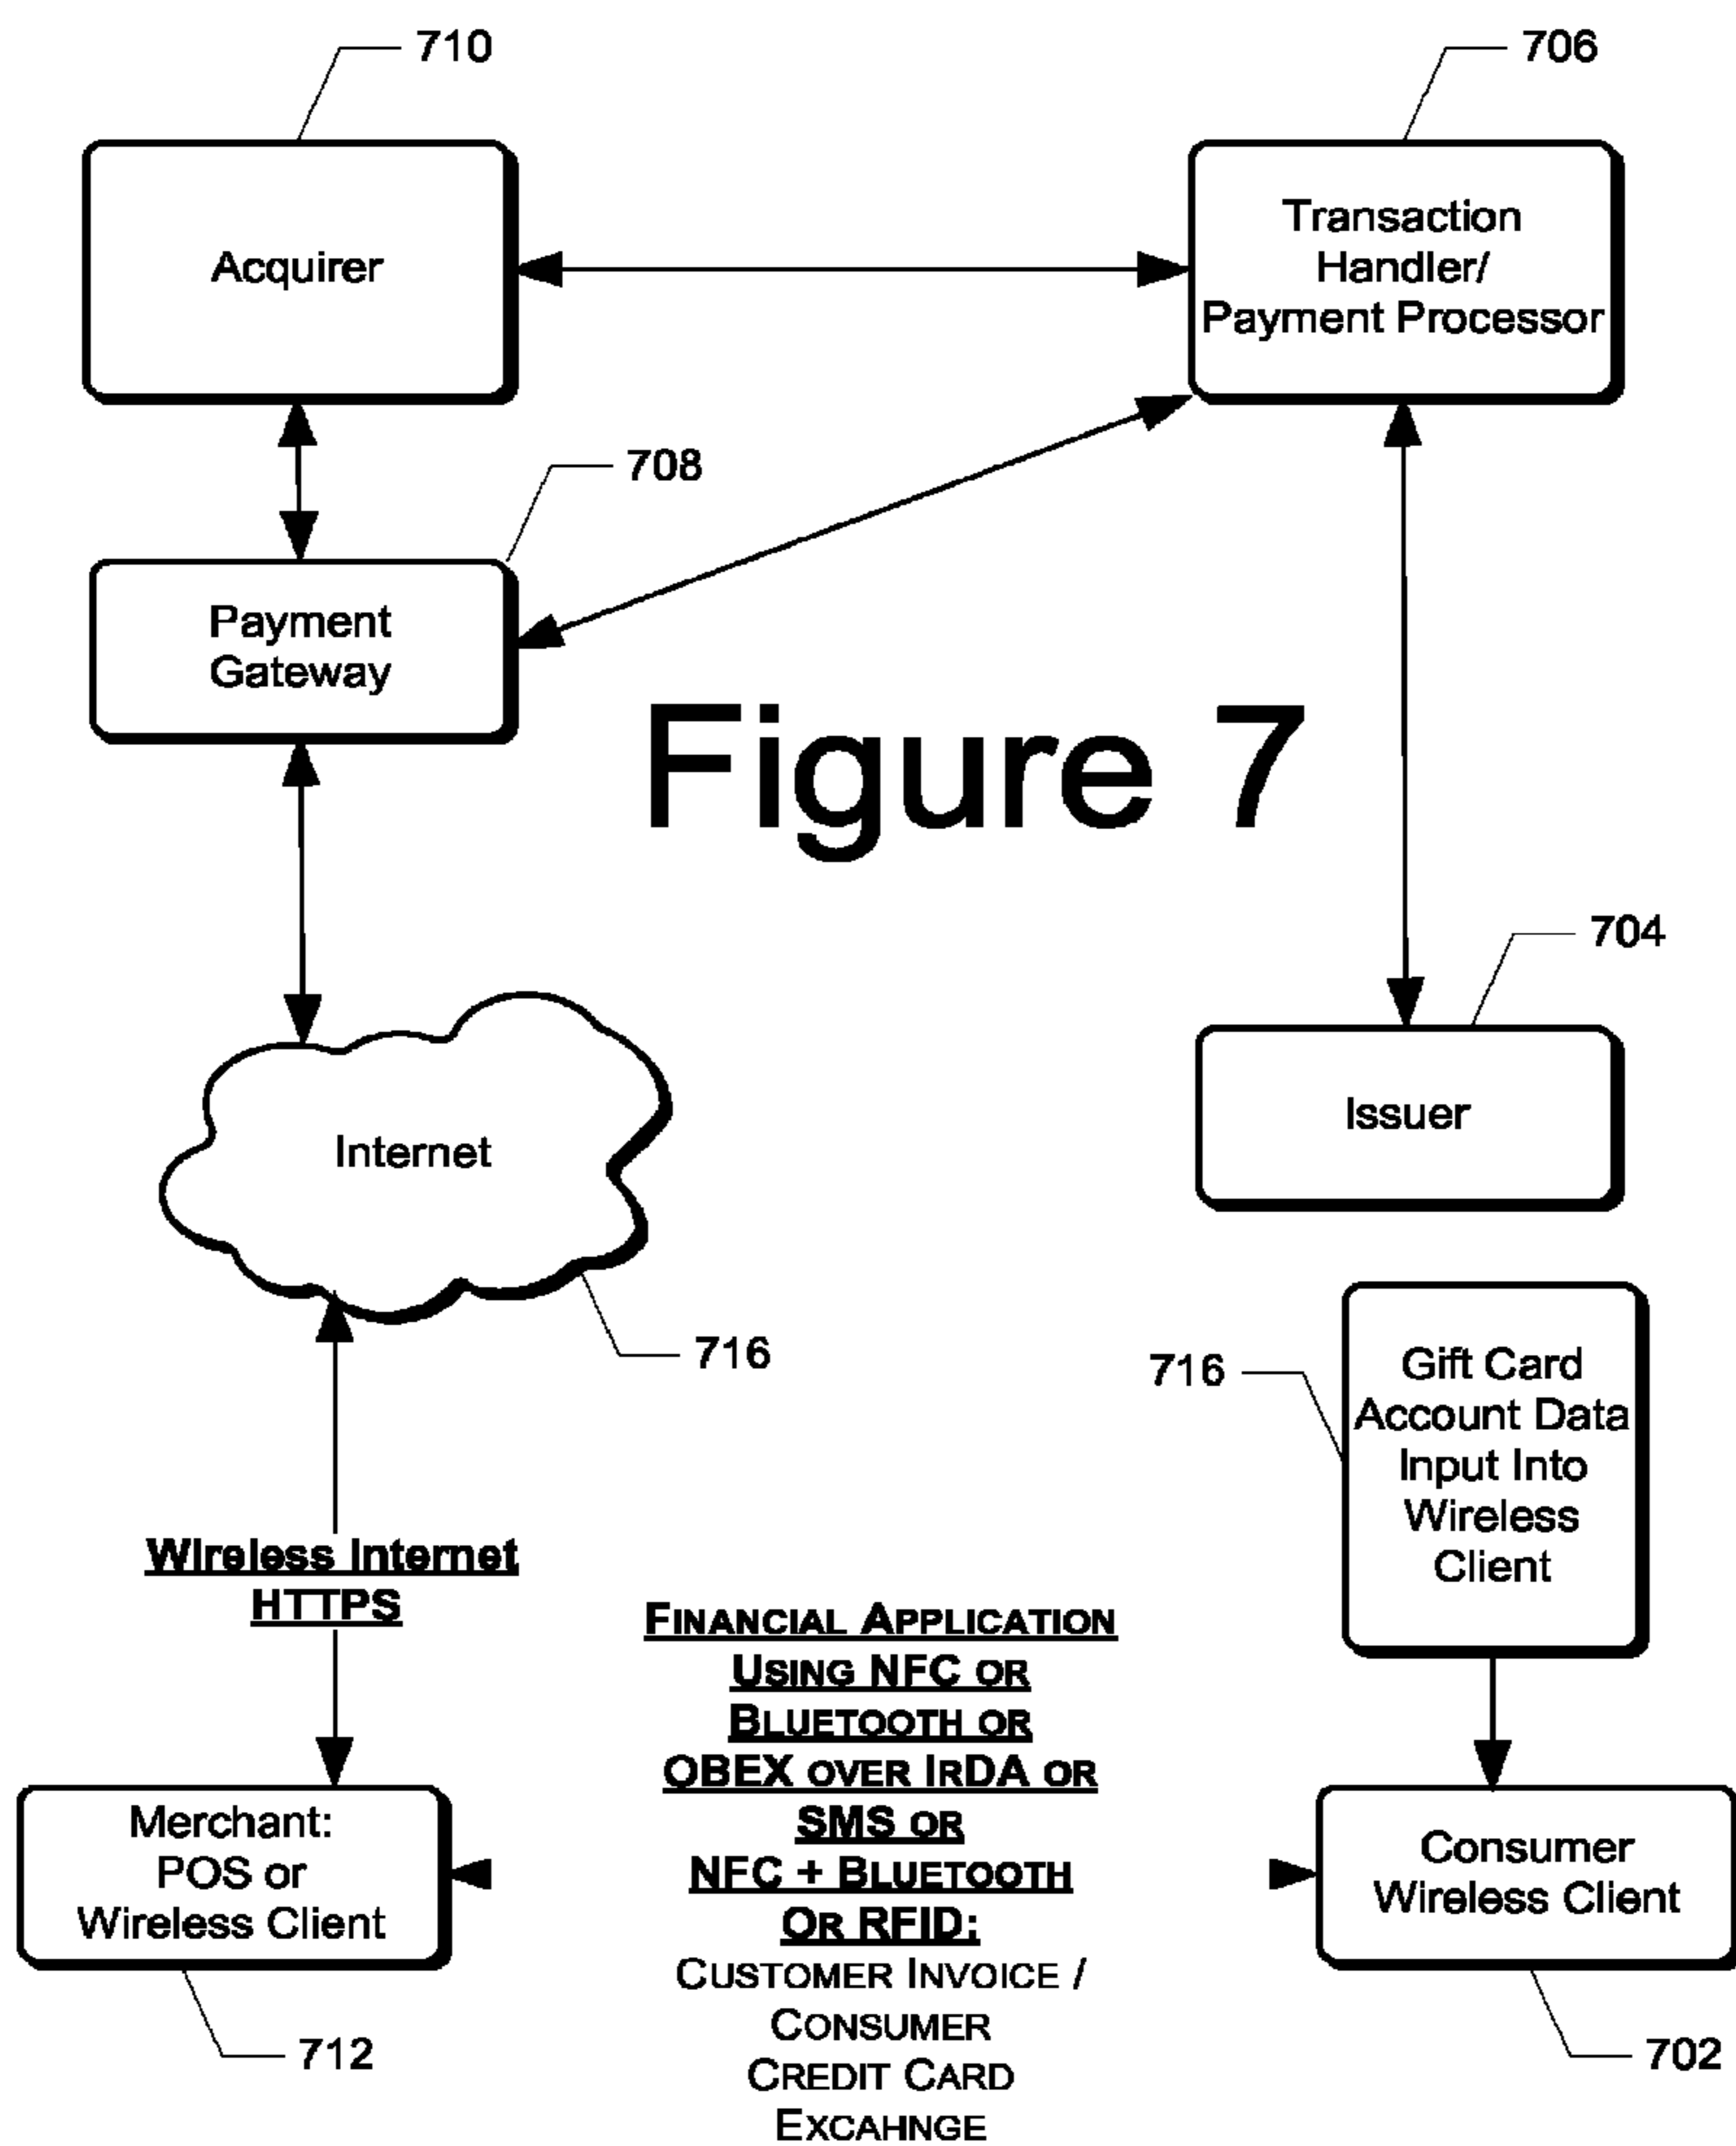 710
706
Acquirer
Transaction
Handler/
Payment Processor
708
Payment
Gateway
Figure 7
704
Issuer
Internet
716
716
Gift Card
Account Data
Input Into
Wireless
Client
Wireless Internet
HTTPS
FINANCIAL APPLICATION
USING NFC OR
BLUETOOTH OR
OBEX OVER IRDA OR
SMS OR
NFC + BLUETOOTH
OR RFID:
CUSTOMER INVOICE /
CONSUMER
CREDIT CARD
EXCAHNGE
Merchant:
POS or
Wireless Client
Consumer
Wireless Client
712
702